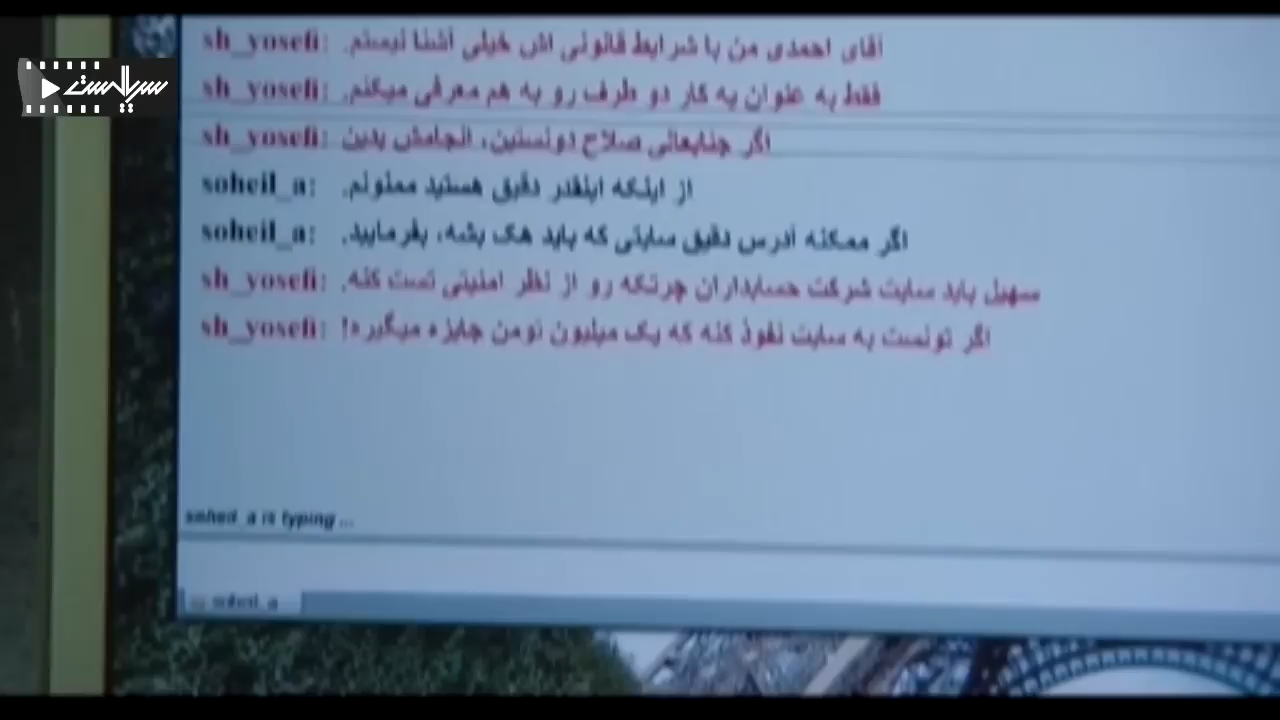 سریالیست
sh_yosefi: آقای احمدی من با شرایط قانونی اش خیلی آشنا نیستم.
sh_yosefi: فقط به عنوان یه کار دو طرف رو به هم معرفی میکنم.
sh_yosefi: اگر جنابعالی صلاح دونستین، انجامش بدین
soheil_a: از اینکه اینقدر دقیق هستید ممنونم.
soheil_a: اگر ممکنه آدرس دقیق سایتی که باید هک بشه، بفرمایید.
sh_yosefi: سهیل باید سایت شرکت حسابداران چرتکه رو از نظر امنیتی تست کنه.
sh_yosefi: اگر تونست به سایت نفوذ کنه که یک میلیون تومن جایزه میگیره!
soheil_a is typing ...
soheil_a